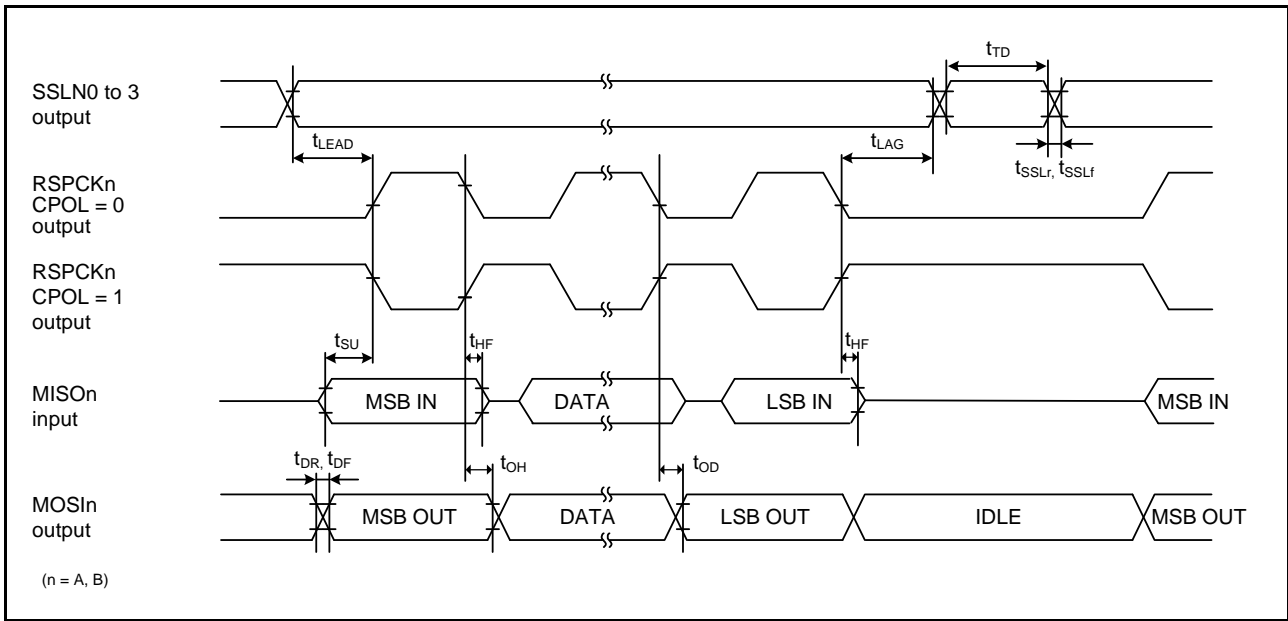 tTD
SSLN0 to 3
output
tLEAD
tLAG
tSSLr, tSSLf
RSPCKn
CPOL = 0
output
RSPCKn
CPOL = 1
output
tSU
tHF
tHF
MISOn
input
MSB IN
DATA
LSB IN
MSB IN
tDR, tDF
tOH
tOD
MOSIn
output
MSB OUT
DATA
LSB OUT
IDLE
MSB OUT
(n = A, B)